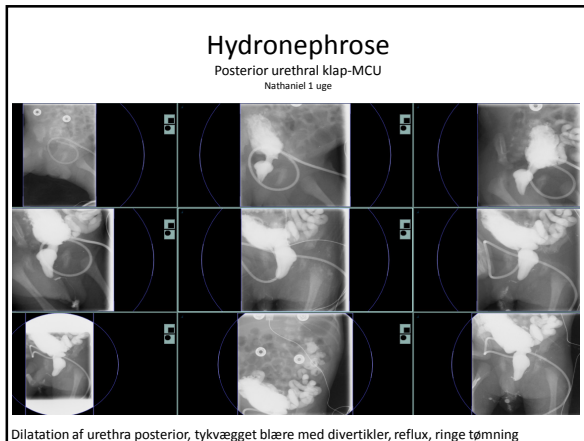 Hydronephrose
Posterior urethral klap-MCU
Nathaniel 1 uge
Dilatation af urethra posterior, tykvægget blære med divertikler, reflux, ringe tømning